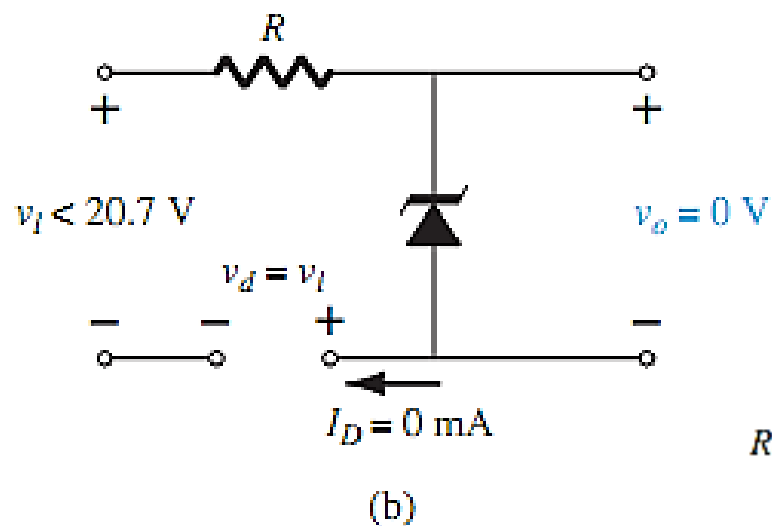 R
+ +
v_i < 20.7 V v_o = 0 V
v_d = v_i
− − + −
I_D = 0 mA
R
(b)